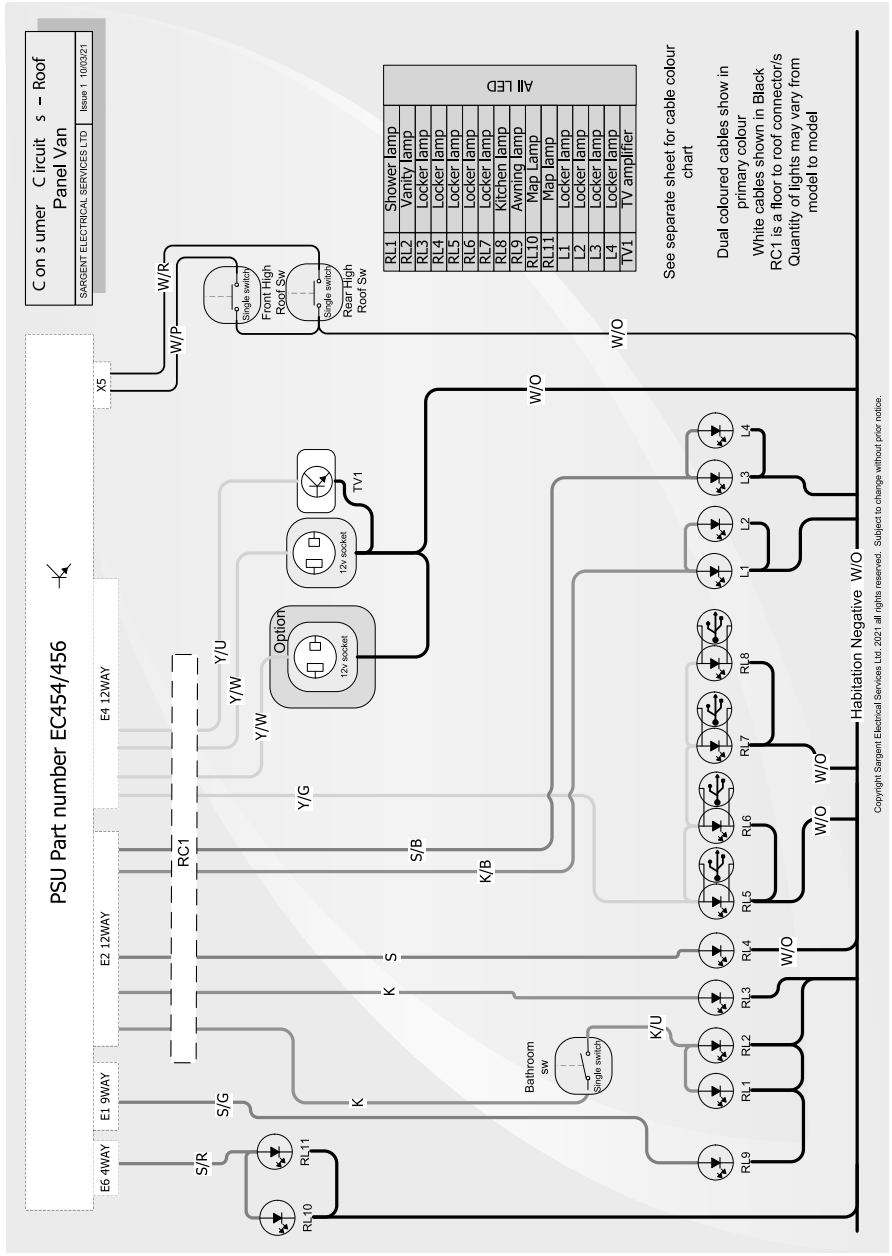 Con sumer Circuit s – Roof
Panel Van
SARGENT ELECTRICAL SERVICES LTD Issue 1 10/03/21
PSU Part number EC454/456
E6 4WAY
E1 9WAY
E2 12WAY
E4 12WAY
X5
RC1
S/R
S/G
K
K
S
K/B
S/B
Y/G
Y/W
Y/W
Y/U
W/P
W/R
RL10
RL11
Bathroom
sw
Single switch
K/U
Option
12v socket
12v socket
TV1
Single switch
Front High
Roof Sw
Single switch
Rear High
Roof Sw
RL1 Shower lamp
RL2 Vanity lamp
RL3 Locker lamp
RL4 Locker lamp
RL5 Locker lamp
RL6 Locker lamp
RL7 Locker lamp
RL8 Kitchen lamp
RL9 Awning lamp
RL10 Map Lamp
RL11 Map lamp
L1 Locker lamp
L2 Locker lamp
L3 Locker lamp
L4 Locker lamp
TV1 TV amplifier
All LED
See separate sheet for cable colour
chart
Dual coloured cables show in
primary colour
White cables shown in Black
RC1 is a floor to roof connector/s
Quantity of lights may vary from
model to model
RL9
RL1
RL2
RL3
RL4
RL5
RL6
RL7
RL8
L1
L2
L3
L4
W/O
W/O
W/O
W/O
W/O
Habitation Negative W/O
Copyright Sargent Electrical Services Ltd. 2021 all rights reserved. Subject to change without prior notice.